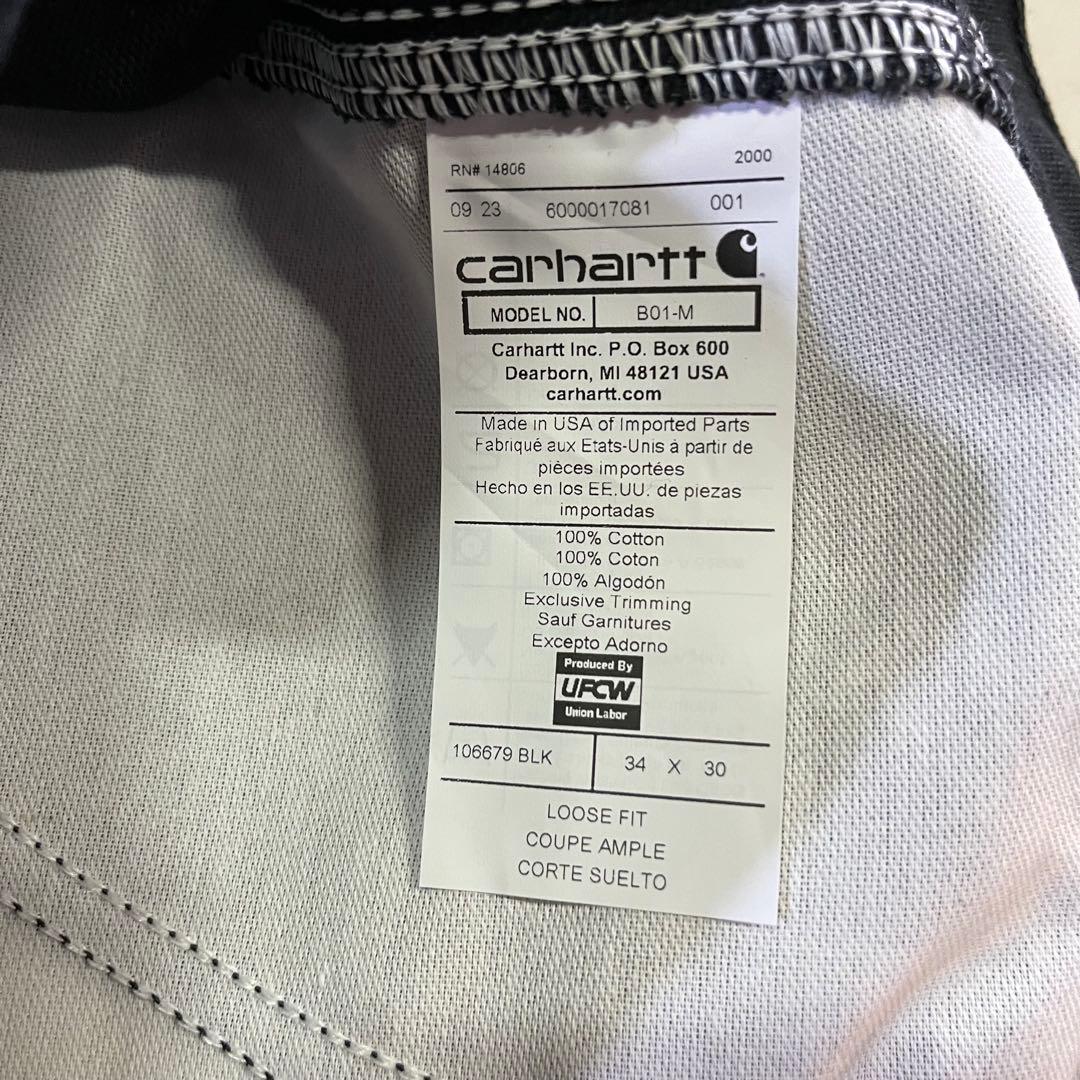 RN# 14806 2000
09 23 6000017081 001
carhartt
MODEL NO. B01-M
Carhartt Inc. P.O. Box 600
Dearborn, MI 48121 USA
carhartt.com
Made in USA of Imported Parts
Fabriqué aux Etats-Unis à partir de
pièces importées
Hecho en los EE.UU. de piezas
importadas
100% Cotton
100% Coton
100% Algodón
Exclusive Trimming
Sauf Garnitures
Excepto Adorno
Produced By
UFCW
Union Labor
106679 BLK 34 X 30
LOOSE FIT
COUPE AMPLE
CORTE SUELTO